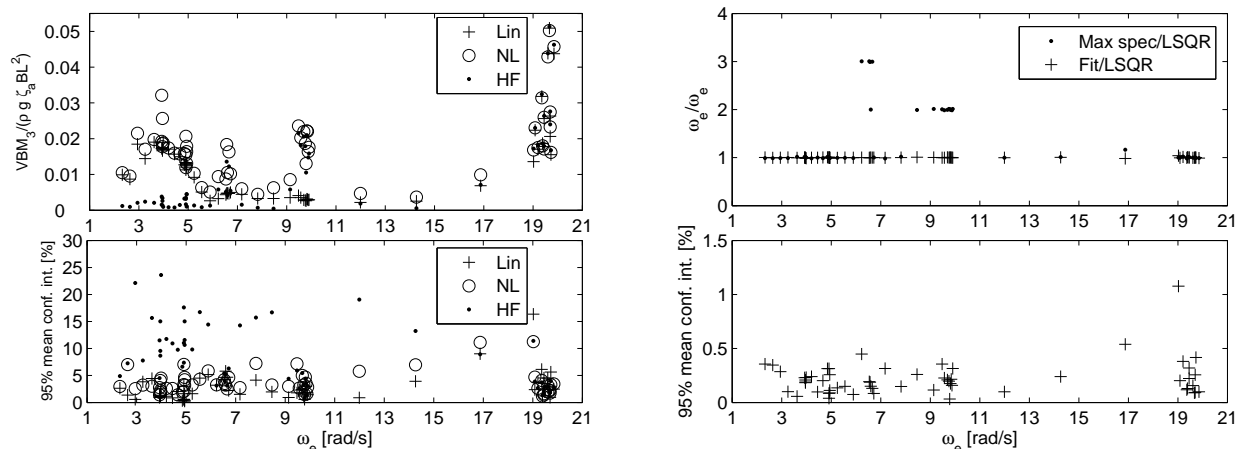 VBM3/(ρ g ζaBL2)
0.05
0.04
0.03
0.02
0.01
0
Lin
NL
HF
1 3 5 7 9 11 13 15 17 19 21
95% mean conf. int. [%]
30
25
20
15
10
5
0
Lin
NL
HF
1 3 5 7 9 11 13 15 17 19 21
ωe [rad/s]
ωe/ωe
4
3
2
1
0
Max spec/LSQR
Fit/LSQR
1 3 5 7 9 11 13 15 17 19 21
95% mean conf. int. [%]
1.5
1
0.5
0
1 3 5 7 9 11 13 15 17 19 21
ωe [rad/s]